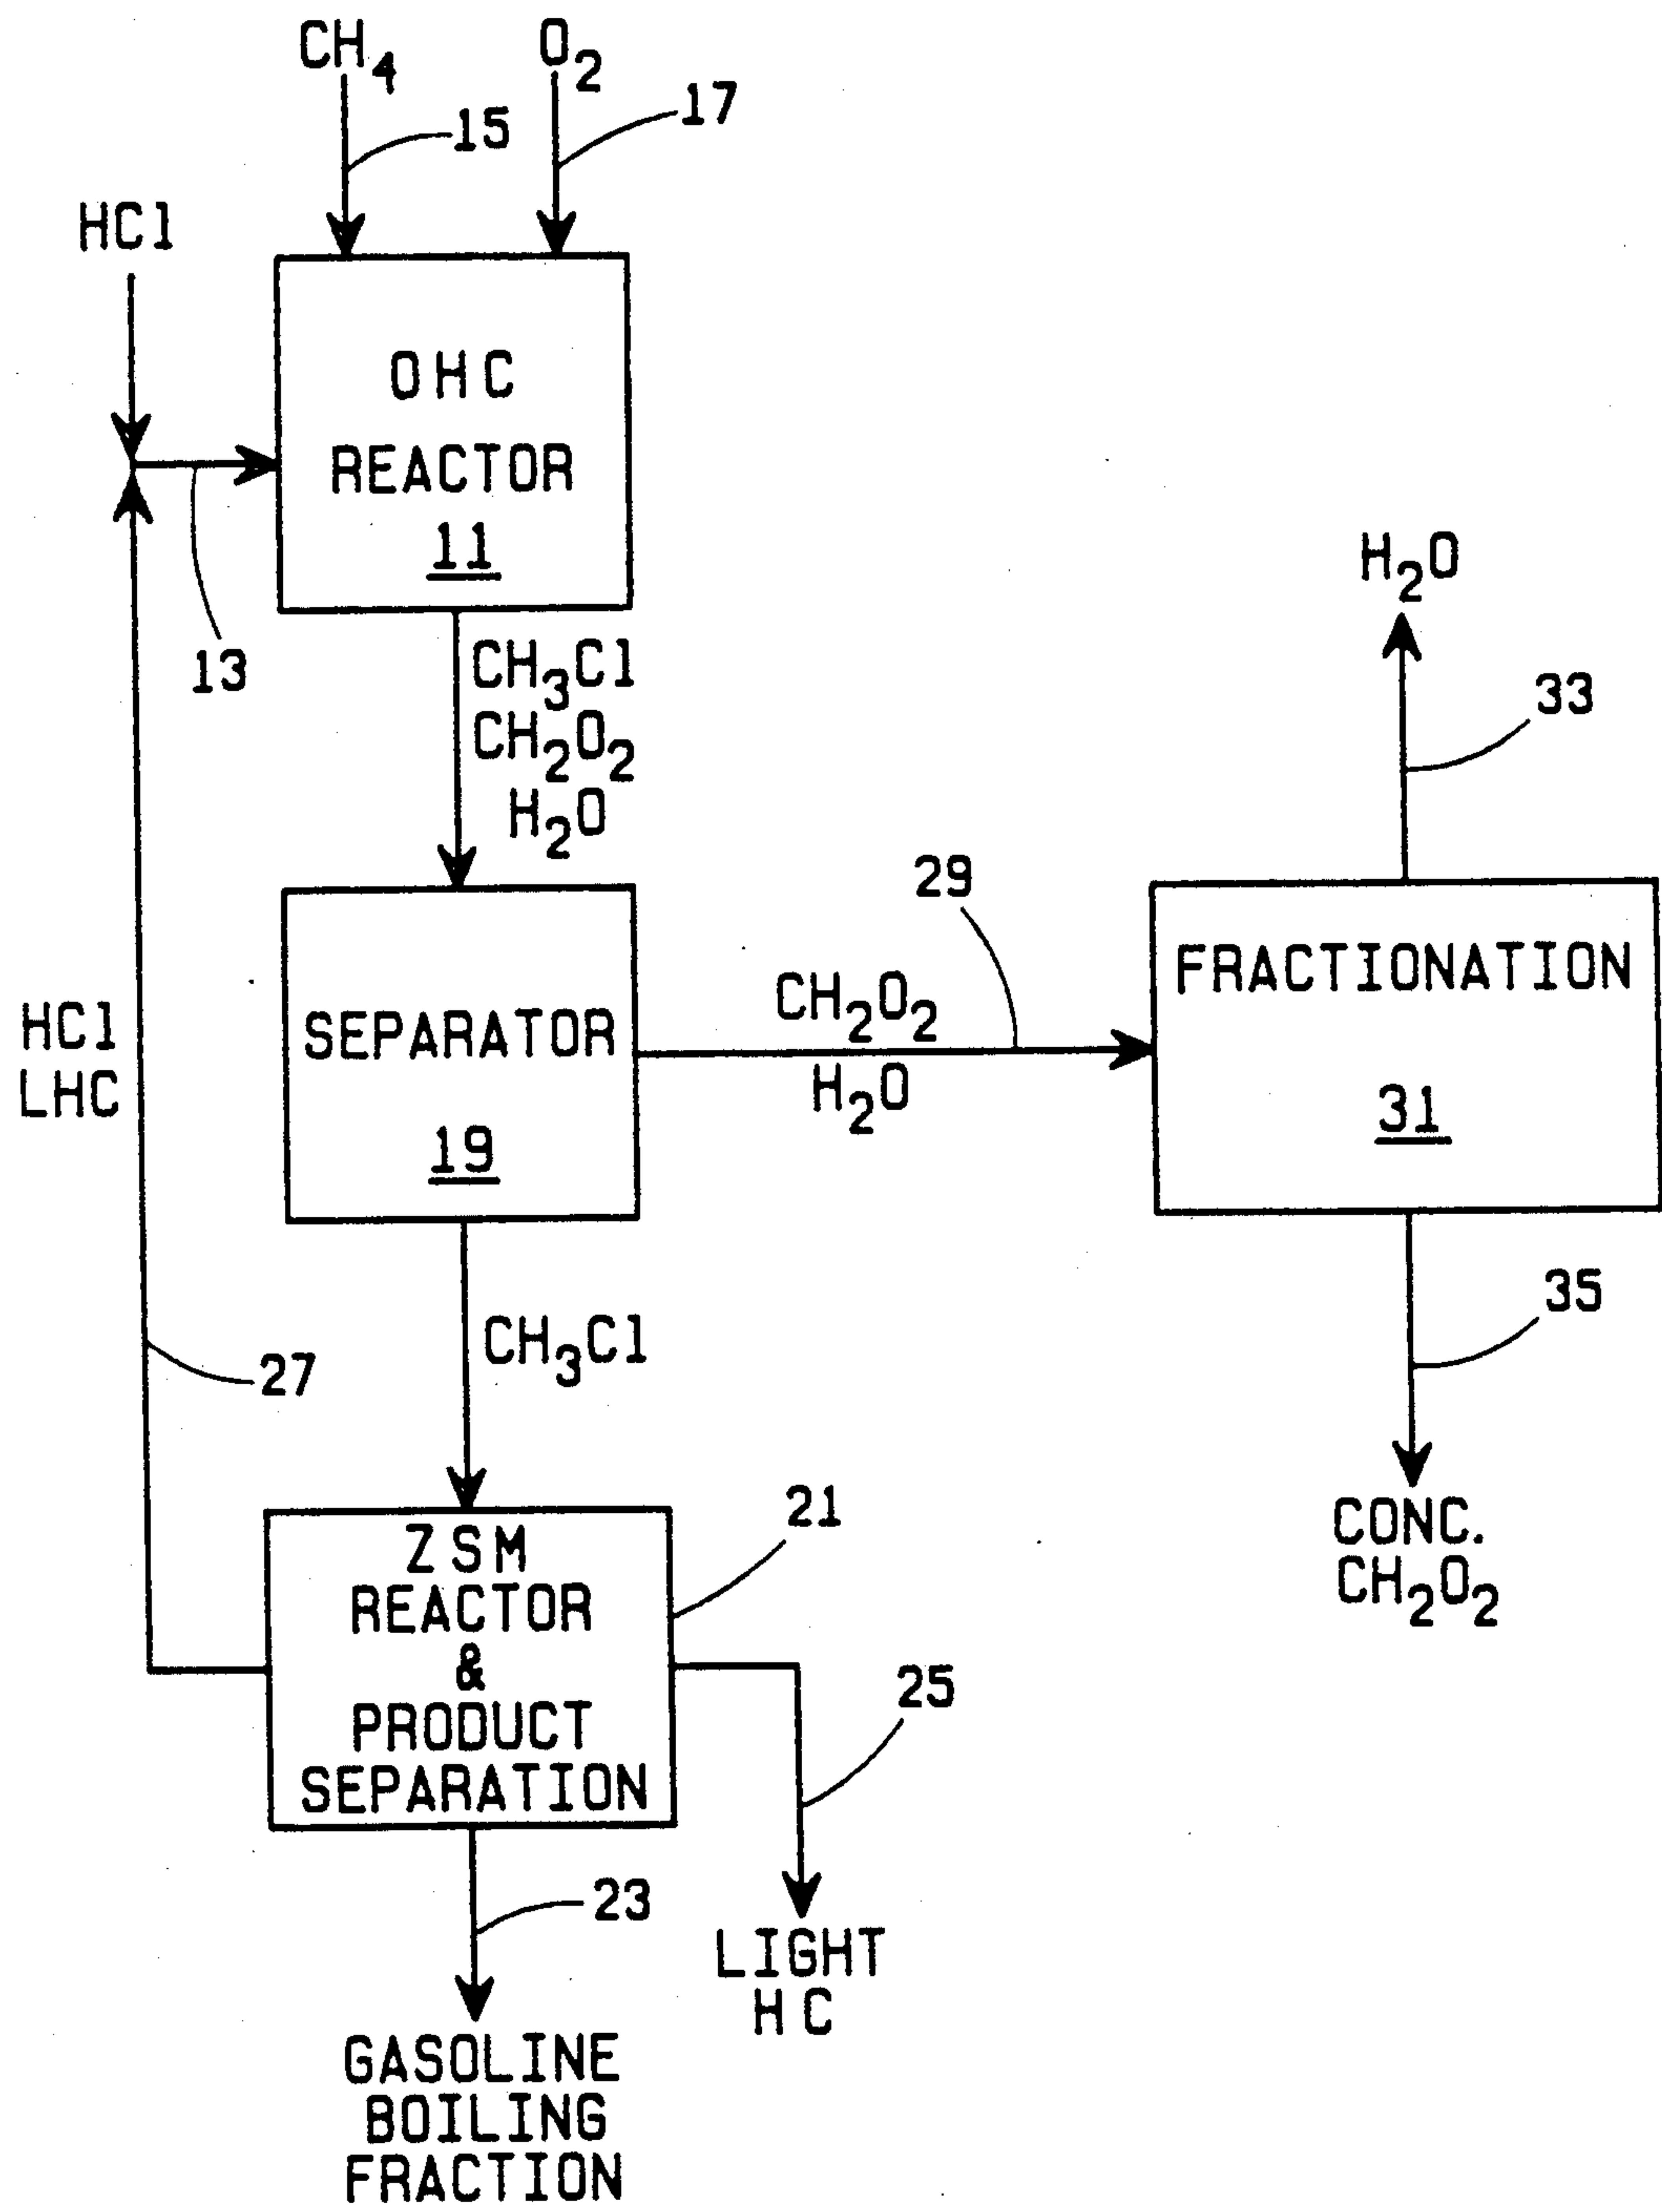 CH4
O2
15
17
HCl
OHC
REACTOR
11
13
CH3Cl
CH2O2
H2O
H2O
33
29
SEPARATOR
19
CH2O2
H2O
FRACTIONATION
31
HCl
LHC
35
CH3Cl
27
CONC.
CH2O2
21
ZSM
REACTOR
&
PRODUCT
SEPARATION
25
23
LIGHT
HC
GASOLINE
BOILING
FRACTION